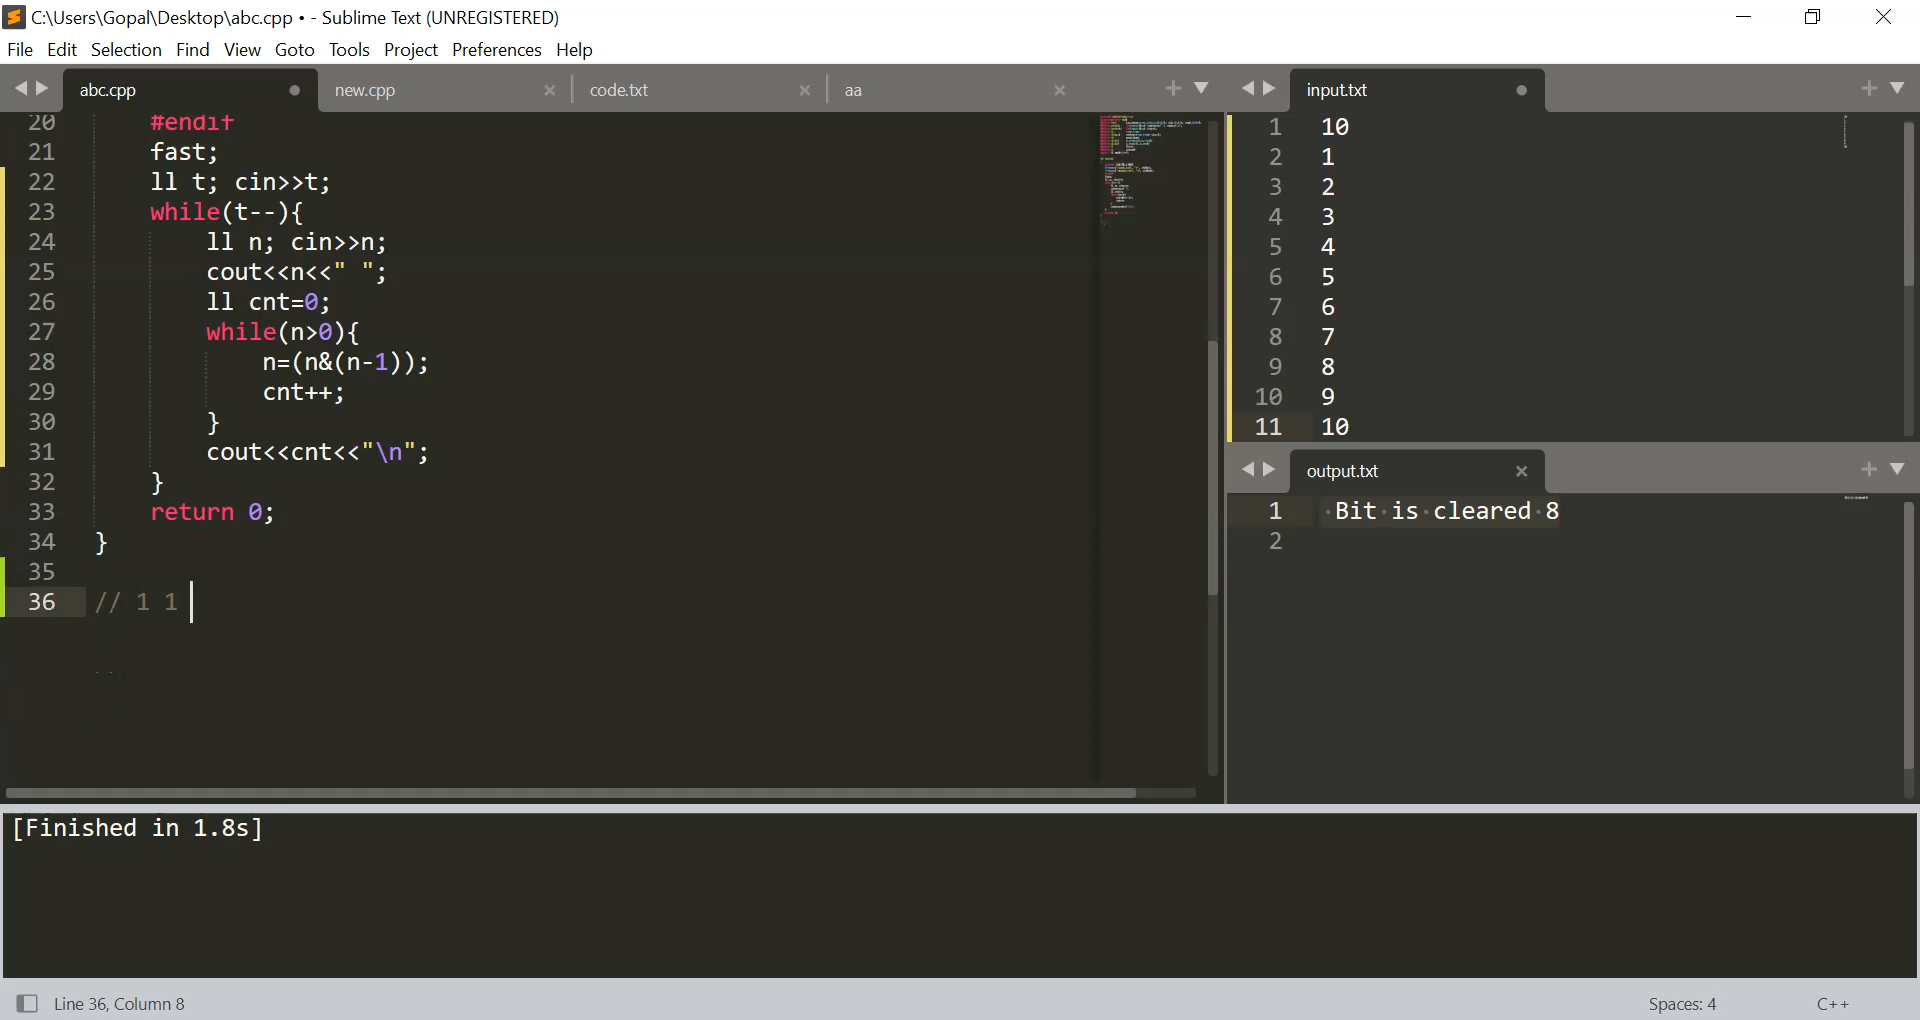 C:\Users\Gopal\Desktop\abc.cpp • - Sublime Text (UNREGISTERED)
File Edit Selection Find View Goto Tools Project Preferences Help
abc.cpp new.cpp code.txt aa
20 #endif
21 fast;
22 ll t; cin>>t;
23 while(t--){
24 ll n; cin>>n;
25 cout<<n<<" ";
26 ll cnt=0;
27 while(n>0){
28 n=(n&(n-1));
29 cnt++;
30 }
31 cout<<cnt<<"\n";
32 }
33 return 0;
34 }
35
36 // 1 1
input.txt
1 10
2 1
3 2
4 3
5 4
6 5
7 6
8 7
9 8
10 9
11 10
output.txt
1 Bit is cleared 8
2
[Finished in 1.8s]
Line 36, Column 8
Spaces: 4
C++